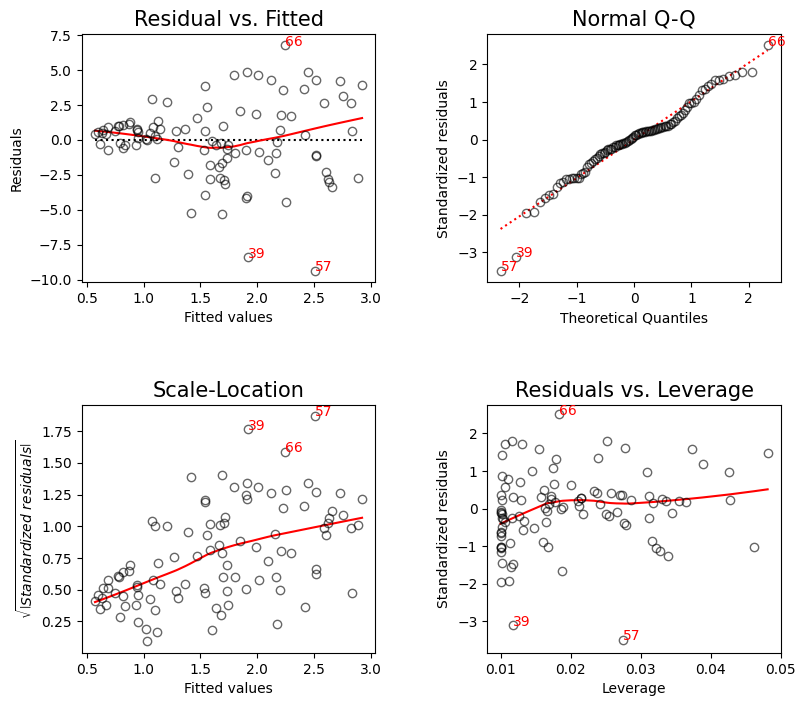 Residual vs. Fitted
7.5
5.0
2.5
0.0
−2.5
−5.0
−7.5
−10.0
Residuals
66
39
57
0.5 1.0 1.5 2.0 2.5 3.0
Fitted values
Normal Q-Q
2
1
0
−1
−2
−3
Standardized residuals
66
39
57
−2 −1 0 1 2
Theoretical Quantiles
Scale-Location
1.75
1.50
1.25
1.00
0.75
0.50
0.25
√|Standardized residuals|
57
39
66
0.5 1.0 1.5 2.0 2.5 3.0
Fitted values
Residuals vs. Leverage
2
1
0
−1
−2
−3
Standardized residuals
66
39
57
0.01 0.02 0.03 0.04 0.05
Leverage